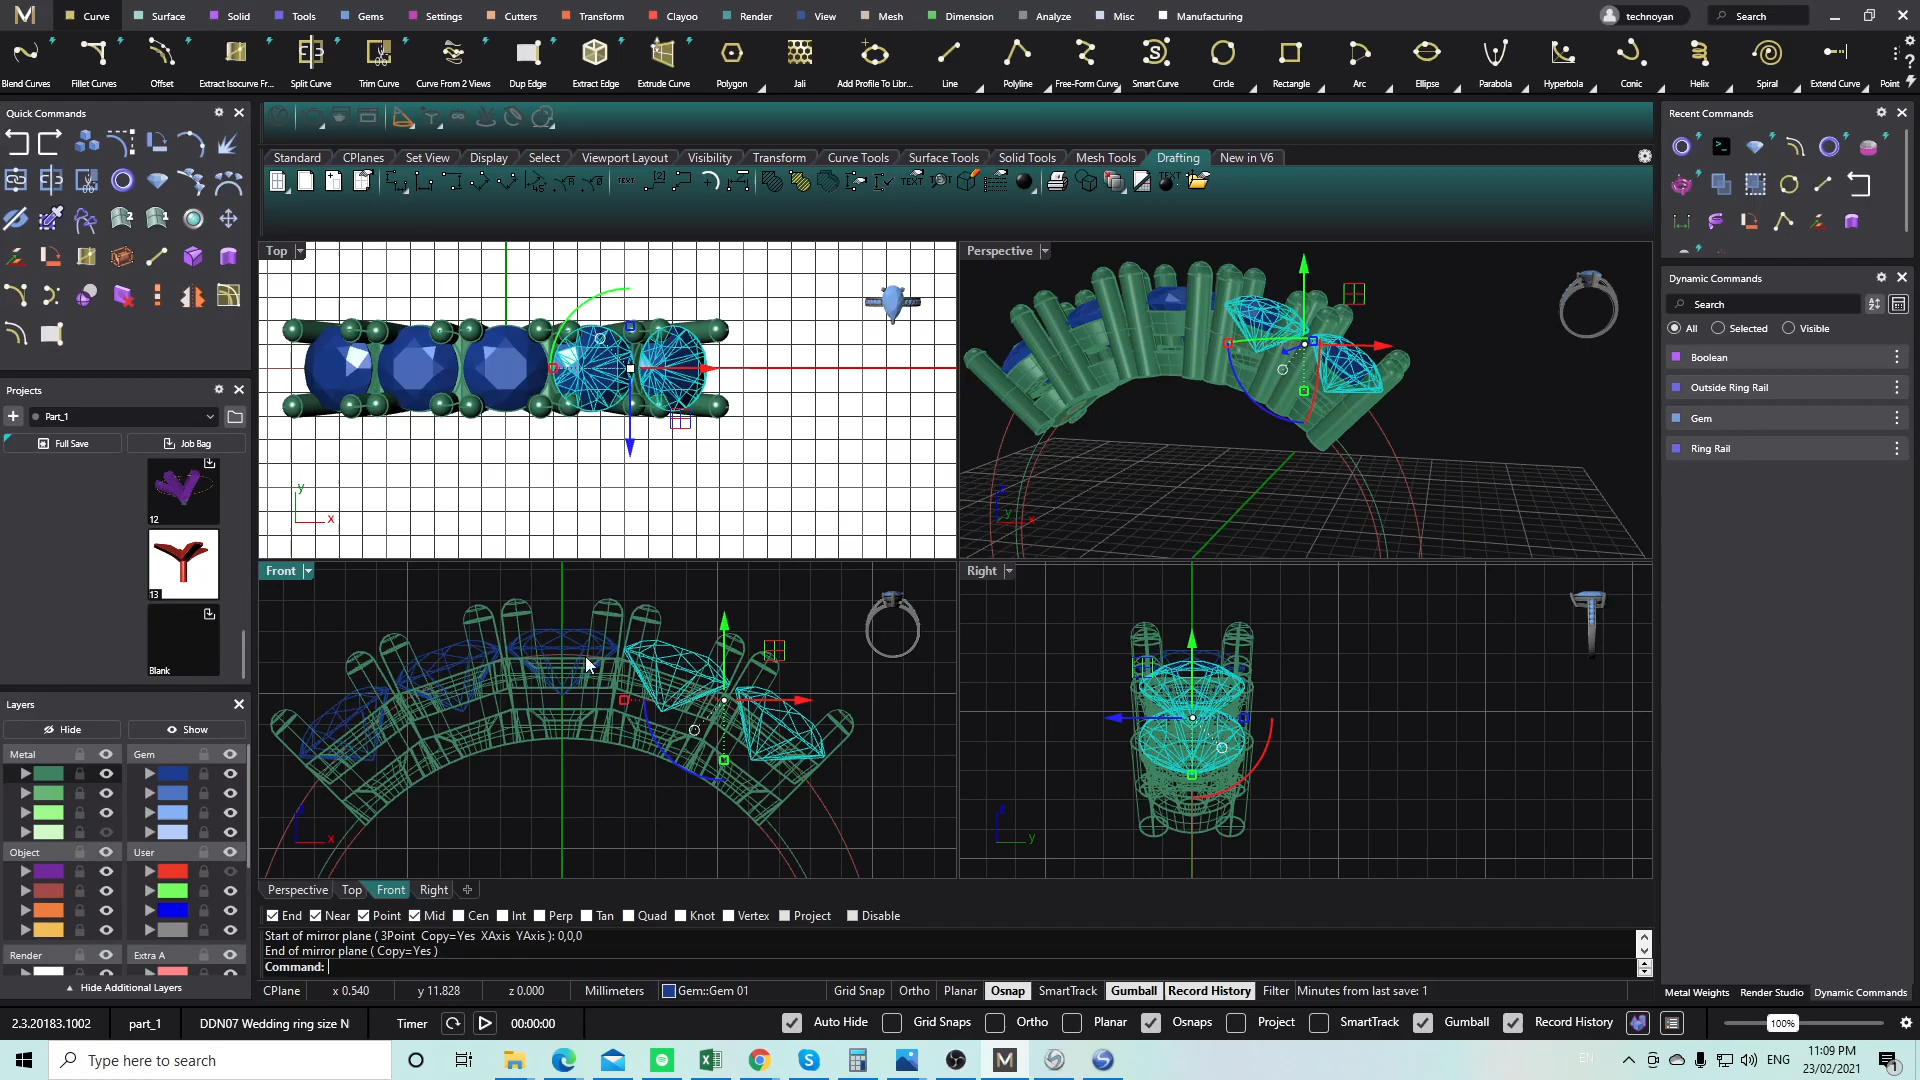 M
Curve
Surface
Solid
Tools
Gems
Settings
Cutters
Transform
Clayoo
Render
View
Mesh
Dimension
Analyze
Misc
Manufacturing
technoyan
Search
Blend Curves
Fillet Curves
Offset
Extract Isocurve Fr...
Split Curve
Trim Curve
Curve From 2 Views
Dup Edge
Extract Edge
Extrude Curve
Polygon
Jali
Add Profile To Libr...
Line
Polyline
Free-Form Curve
Smart Curve
Circle
Rectangle
Arc
Ellipse
Parabola
Hyperbola
Conic
Helix
Spiral
Extend Curve
Point
Quick Commands
Standard
CPlanes
Set View
Display
Select
Viewport Layout
Visibility
Transform
Curve Tools
Surface Tools
Solid Tools
Mesh Tools
Drafting
New in V6
Recent Commands
Dynamic Commands
Search
All
Selected
Visible
Boolean
Outside Ring Rail
Gem
Ring Rail
Top
y
x
Perspective
y
x
Front
x
Right
y
Projects
Part_1
Full Save
Job Bag
12
13
Blank
Layers
Hide
Show
Metal
Gem
Object
User
Render
Extra A
Hide Additional Layers
Perspective
Top
Front
Right
End
Near
Point
Mid
Cen
Int
Perp
Tan
Quad
Knot
Vertex
Project
Disable
Start of mirror plane ( 3Point  Copy=Yes  XAxis  YAxis ): 0,0,0
End of mirror plane ( Copy=Yes )
Command:
CPlane
x 0.540
y 11.828
z 0.000
Millimeters
Gem::Gem 01
Grid Snap
Ortho
Planar
Osnap
SmartTrack
Gumball
Record History
Filter
Minutes from last save: 1
Metal Weights
Render Studio
Dynamic Commands
2.3.20183.1002
part_1
DDN07 Wedding ring size N
Timer
00:00:00
Auto Hide
Grid Snaps
Ortho
Planar
Osnaps
Project
SmartTrack
Gumball
Record History
100%
Type here to search
EN
ENG
11:09 PM
23/02/2021
1